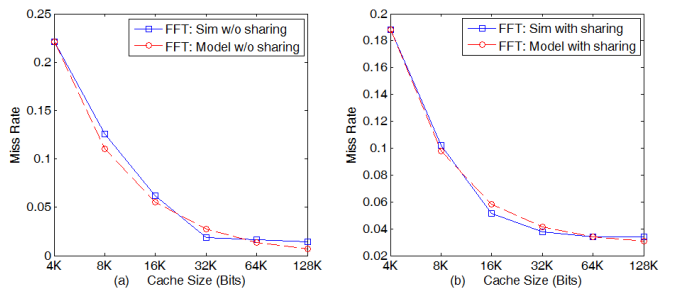 FFT: Sim w/o sharing
FFT: Model w/o sharing
0.25
0.2
0.15
0.1
0.05
0
Miss Rate
4K 8K 16K 32K 64K 128K
(a) Cache Size (Bits)
FFT: Sim with sharing
FFT: Model with sharing
0.2
0.18
0.16
0.14
0.12
0.1
0.08
0.06
0.04
0.02
Miss Rate
4K 8K 16K 32K 64K 128K
(b) Cache Size (Bits)